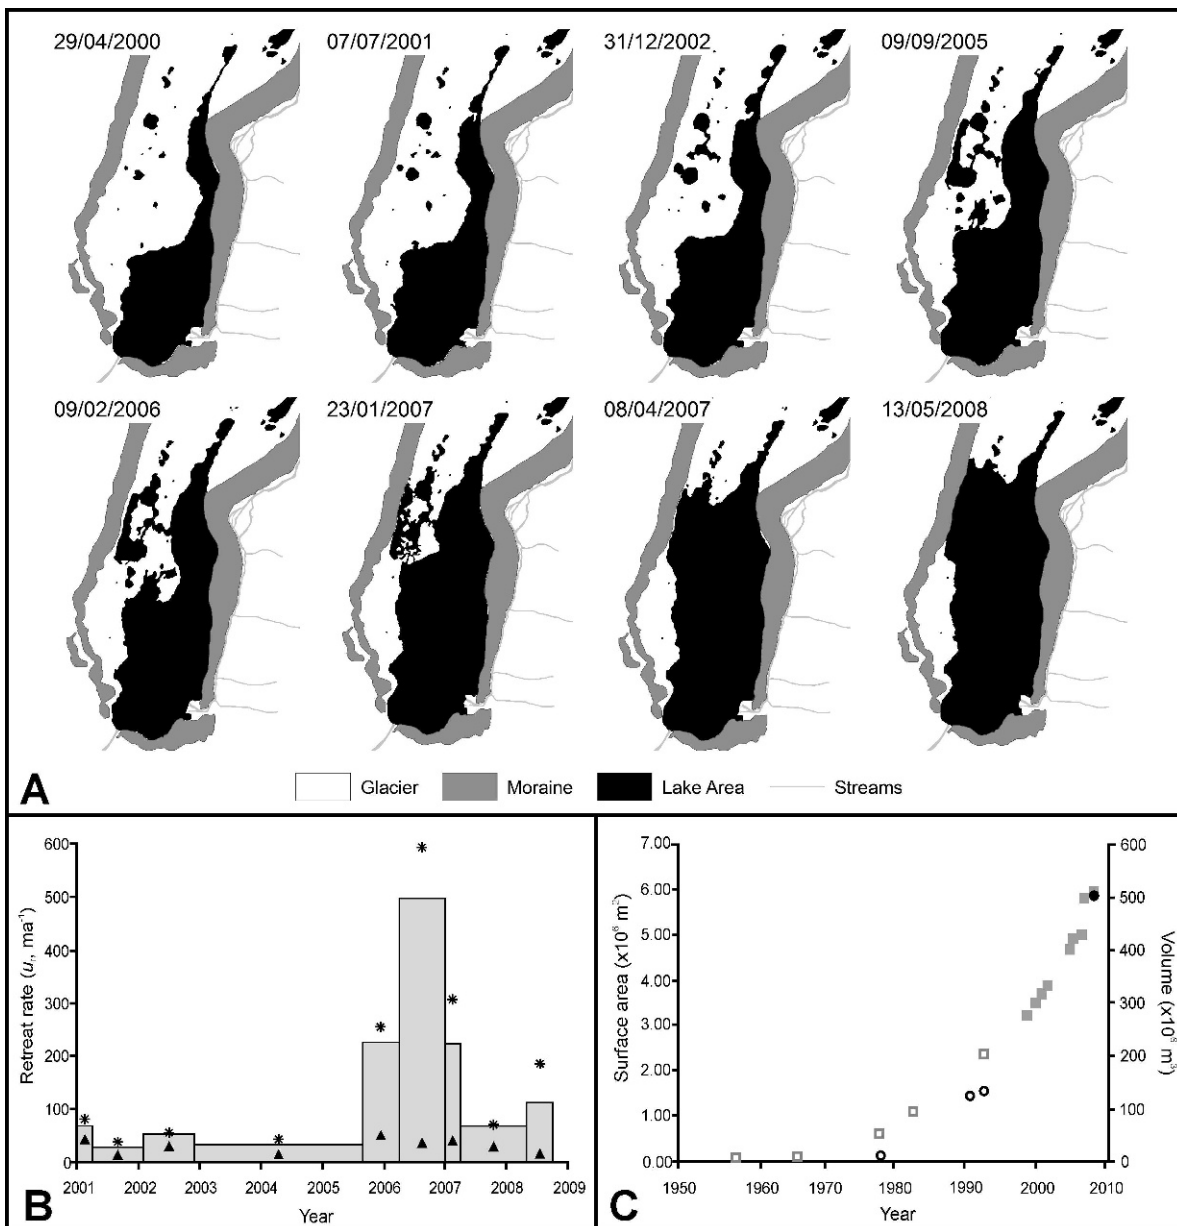 29/04/2000
07/07/2001
31/12/2002
09/09/2005
09/02/2006
23/01/2007
08/04/2007
13/05/2008
A
Glacier
Moraine
Lake Area
Streams
600
500
400
300
200
100
0
Retreat rate (uᵣ, ma⁻¹)
2001 2002 2003 2004 2005 2006 2007 2008 2009
Year
B
7.00
6.00
5.00
4.00
3.00
2.00
1.00
0.00
Surface area (x10⁶ m²)
600
500
400
300
200
100
0
Volume (x10⁶ m³)
1950 1960 1970 1980 1990 2000 2010
Year
C